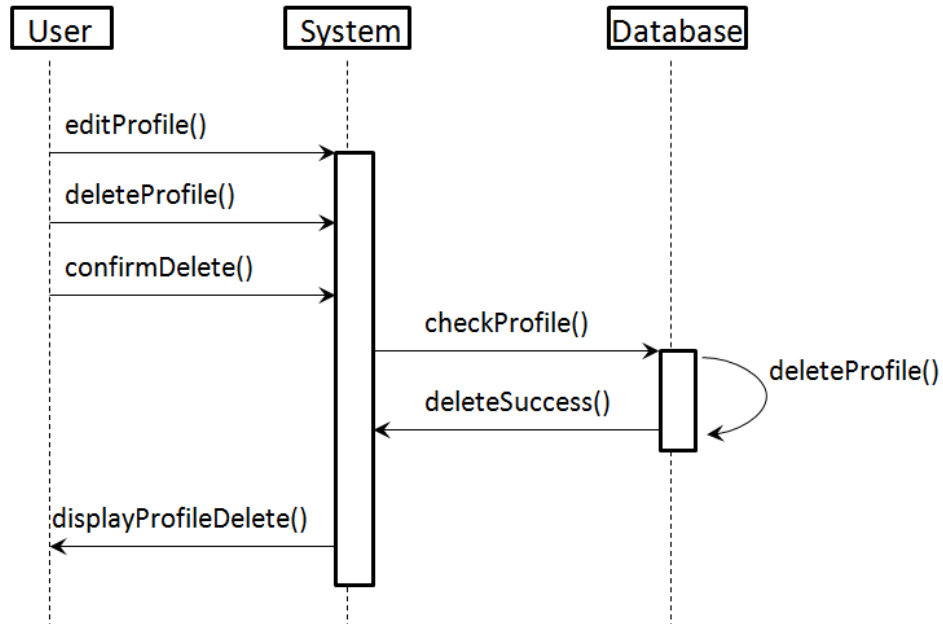 User
System
Database
editProfile()
deleteProfile()
confirmDelete()
checkProfile()
deleteProfile()
deleteSuccess()
displayProfileDelete()